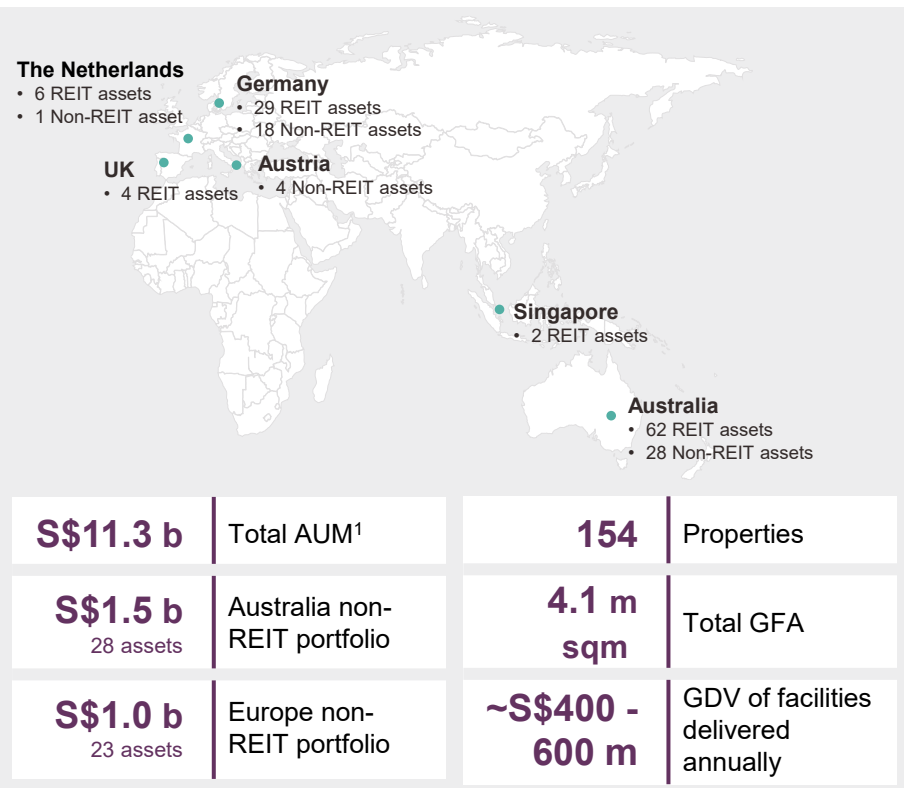 The Netherlands
• 6 REIT assets
• 1 Non-REIT asset
Germany
• 29 REIT assets
• 18 Non-REIT assets
UK
• 4 REIT assets
Austria
• 4 Non-REIT assets
Singapore
• 2 REIT assets
Australia
• 62 REIT assets
• 28 Non-REIT assets
S$11.3 b
Total AUM¹
154
Properties
S$1.5 b
28 assets
Australia non-
REIT portfolio
4.1 m
sqm
Total GFA
S$1.0 b
23 assets
Europe non-
REIT portfolio
~S$400 -
600 m
GDV of facilities
delivered
annually